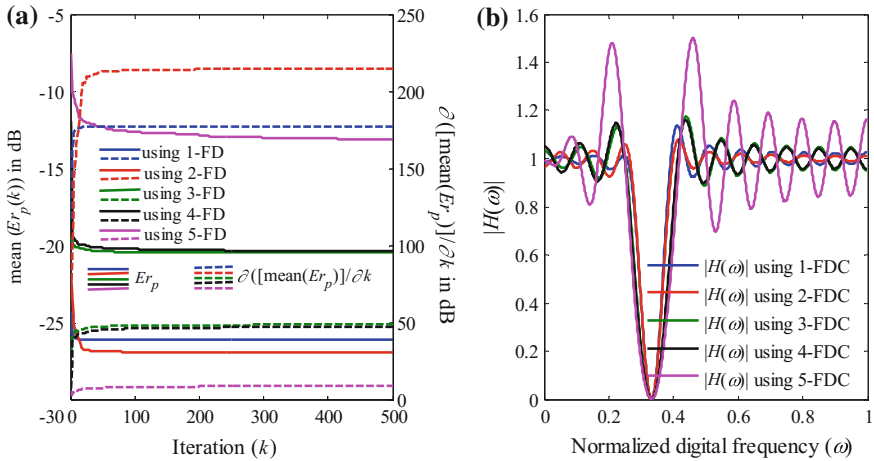 (a)
mean (Er_p(k)) in dB
-5
-10
-15
-20
-25
-30
using 1-FD
using 2-FD
using 3-FD
using 4-FD
using 5-FD
Er_p
∂([mean(Er_p)]/∂k
0
100
200
300
400
500
Iteration (k)
250
200
150
100
50
0
∂([mean(Er_p)]/∂k in dB
(b)
|H(ω)|
1.6
1.4
1.2
1
0.8
0.6
0.4
0.2
0
|H(ω)| using 1-FDC
|H(ω)| using 2-FDC
|H(ω)| using 3-FDC
|H(ω)| using 4-FDC
|H(ω)| using 5-FDC
0
0.2
0.4
0.6
0.8
1
Normalized digital frequency (ω)